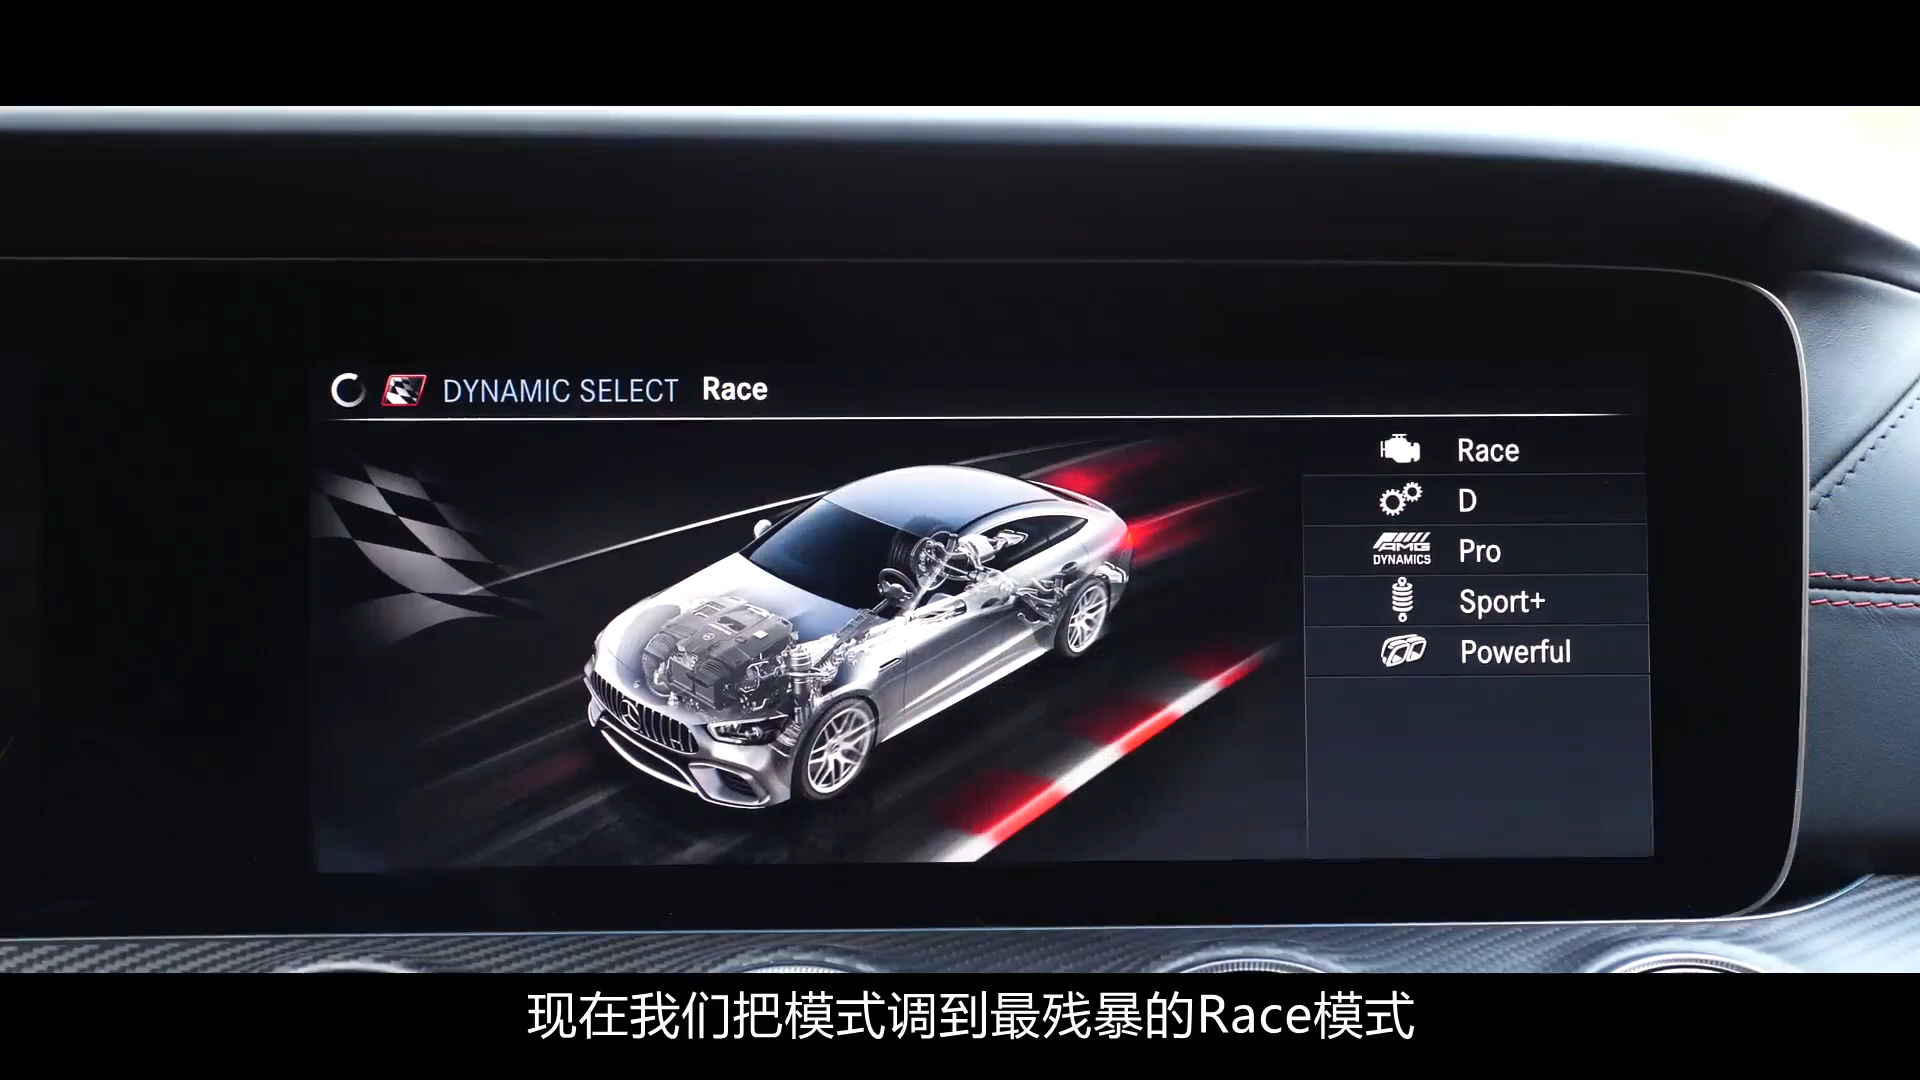 DYNAMIC SELECT Race
Race
D
AMG DYNAMICS Pro
Sport+
Powerful
现在我们把模式调到最残暴的Race模式